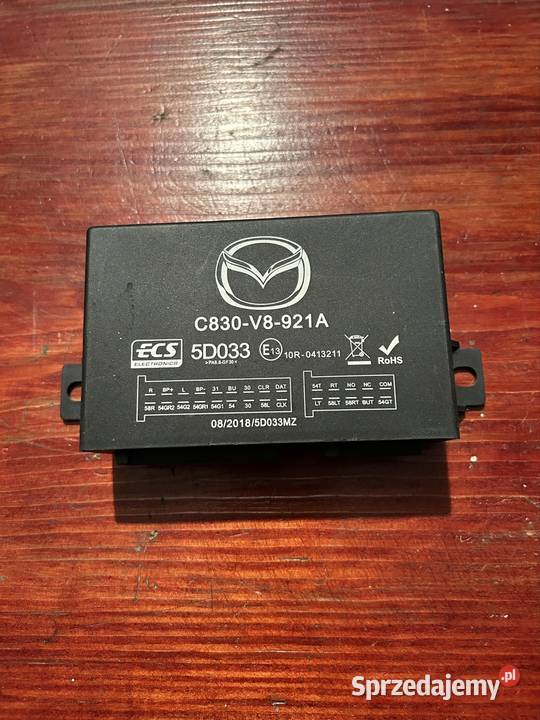 C830-V8-921A
ECS ELECTRONICS 5D033 >PA6.6-GF30< E13 10R-0413211 RoHS
R BP+ L BP- 31 BU 30 CLR DAT
58R 54GR2 54G2 54GR1 54G1 54 30 58L CLK
54T RT NO NC COM
LT 58LT 58RT BUT 54GT
08/2018/5D033MZ
Sprzedajemy.pl